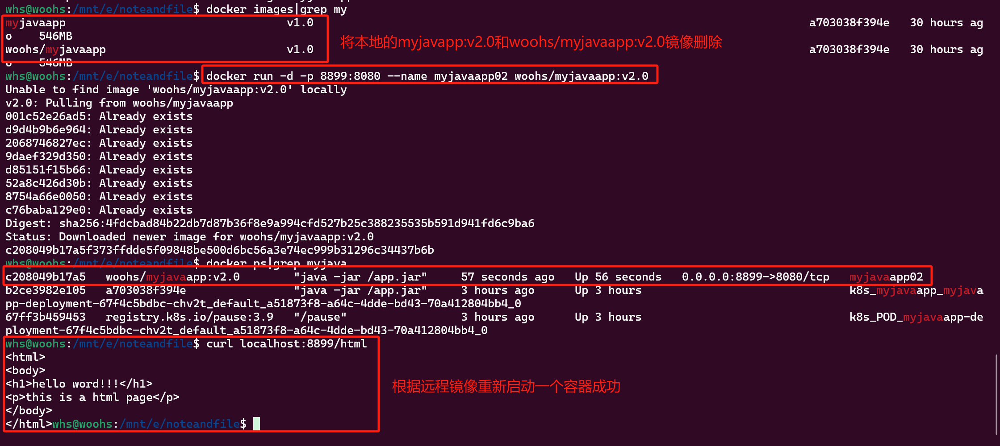 whs@woohs:/mnt/e/noteandfile$ docker images|grep my
myjavaapp v1.0 a703038f394e 30 hours ag
o 546MB
将本地的myjavapp:v2.0和woohs/myjavaapp:v2.0镜像删除
woohs/myjavaapp v1.0 a703038f394e 30 hours ag
o 546MB
whs@woohs:/mnt/e/noteandfile$ docker run -d -p 8899:8080 --name myjavaapp02 woohs/myjavaapp:v2.0
Unable to find image 'woohs/myjavaapp:v2.0' locally
v2.0: Pulling from woohs/myjavaapp
001c52e26ad5: Already exists
d9d4b9b6e964: Already exists
2068746827ec: Already exists
9daef329d350: Already exists
d85151f15b66: Already exists
52a8c426d30b: Already exists
8754a66e0050: Already exists
c76baba129e0: Already exists
Digest: sha256:4fdcbad84b22db7d87b36f8e9a994cfd527b25c388235535b591d941fd6c9ba6
Status: Downloaded newer image for woohs/myjavaapp:v2.0
c208049b17a5f373ffdde5f09848be500d6bc56a3e74ec999b31296c34437b6b
whs@woohs:/mnt/e/noteandfile$ docker ps|grep myjava
c208049b17a5 woohs/myjavaapp:v2.0 "java -jar /app.jar" 57 seconds ago Up 56 seconds 0.0.0.0:8899->8080/tcp myjavaapp02
b2ce3982e105 a703038f394e "java -jar /app.jar" 3 hours ago Up 3 hours k8s_myjavaapp_myjava
pp-deployment-67f4c5bdbc-chv2t_default_a51873f8-a64c-4dde-bd43-70a412804bb4_0
67ff3b459453 registry.k8s.io/pause:3.9 "/pause" 3 hours ago Up 3 hours k8s_POD_myjavaapp-de
ployment-67f4c5bdbc-chv2t_default_a51873f8-a64c-4dde-bd43-70a412804bb4_0
whs@woohs:/mnt/e/noteandfile$ curl localhost:8899/html
<html>
<body>
<h1>hello word!!!</h1>
根据远程镜像重新启动一个容器成功
<p>this is a html page</p>
</body>
</html>whs@woohs:/mnt/e/noteandfile$